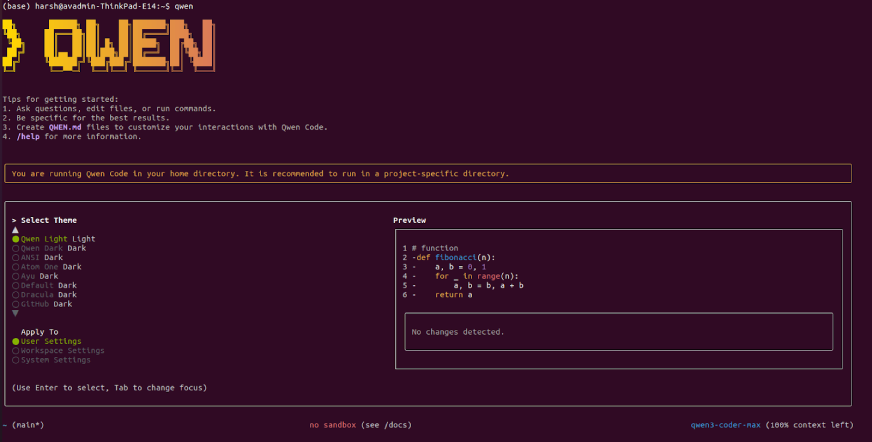 (base) harsh@avadmin-ThinkPad-E14:~$ qwen
> QWEN
Tips for getting started:
1. Ask questions, edit files, or run commands.
2. Be specific for the best results.
3. Create QWEN.md files to customize your interactions with Qwen Code.
4. /help for more information.
You are running Qwen Code in your home directory. It is recommended to run in a project-specific directory.
> Select Theme
▲
● Qwen Light Light
○ Qwen Dark Dark
○ ANSI Dark
○ Atom One Dark
○ Ayu Dark
○ Default Dark
○ Dracula Dark
○ GitHub Dark
▼
Apply To
● User Settings
○ Workspace Settings
○ System Settings
(Use Enter to select, Tab to change focus)
Preview
1 # function
2 -def fibonacci(n):
3 -    a, b = 0, 1
4 -    for _ in range(n):
5 -        a, b = b, a + b
6 -    return a
No changes detected.
~ (main*)
no sandbox (see /docs)
qwen3-coder-max (100% context left)